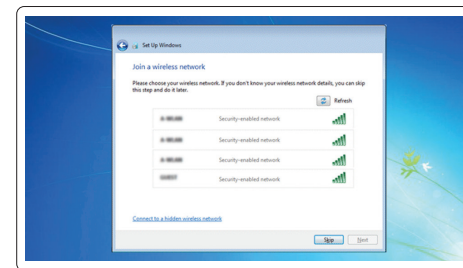 Set Up Windows
Join a wireless network
Please choose your wireless network. If you don't know your wireless network details, you can skip
this step and do it later.
Refresh
Security-enabled network
Security-enabled network
Security-enabled network
Security-enabled network
Connect to a hidden wireless network
Skip Next